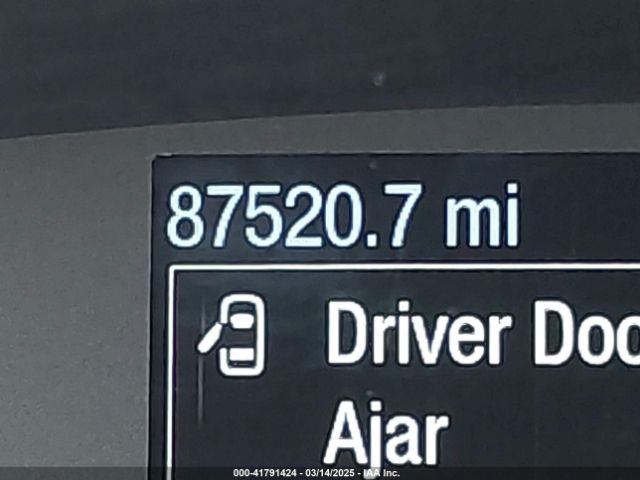 87520.7 mi
Driver Doo
Ajar
000-41791424 - 03/14/2025 - IAA Inc.